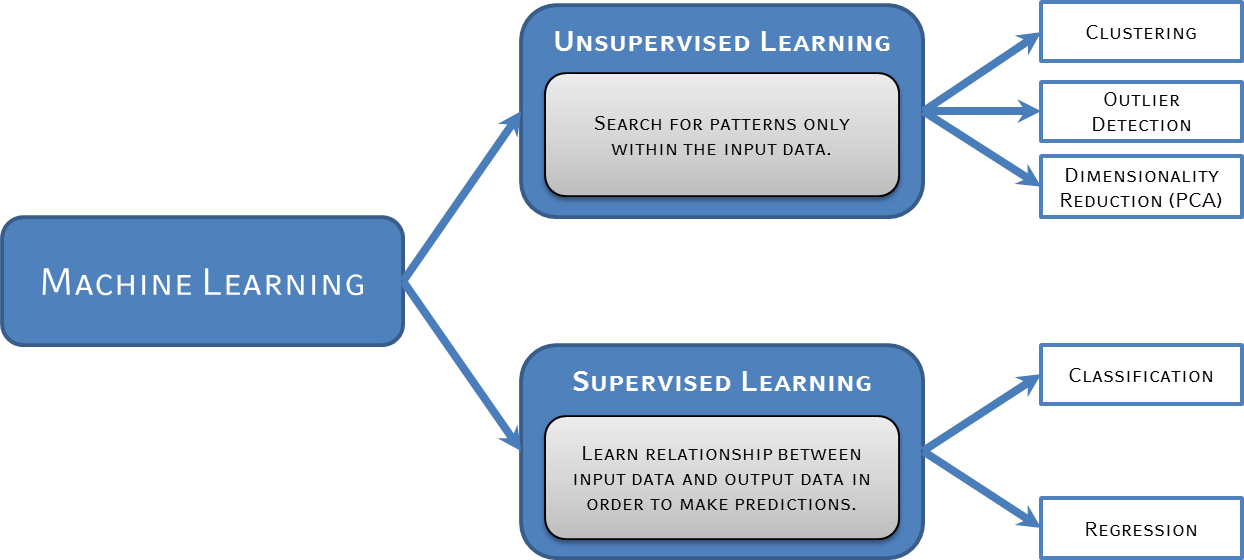 Machine Learning
Unsupervised Learning
Search for patterns only
within the input data.
Clustering
Outlier
Detection
Dimensionality
Reduction (PCA)
Supervised Learning
Learn relationship between
input data and output data in
order to make predictions.
Classification
Regression